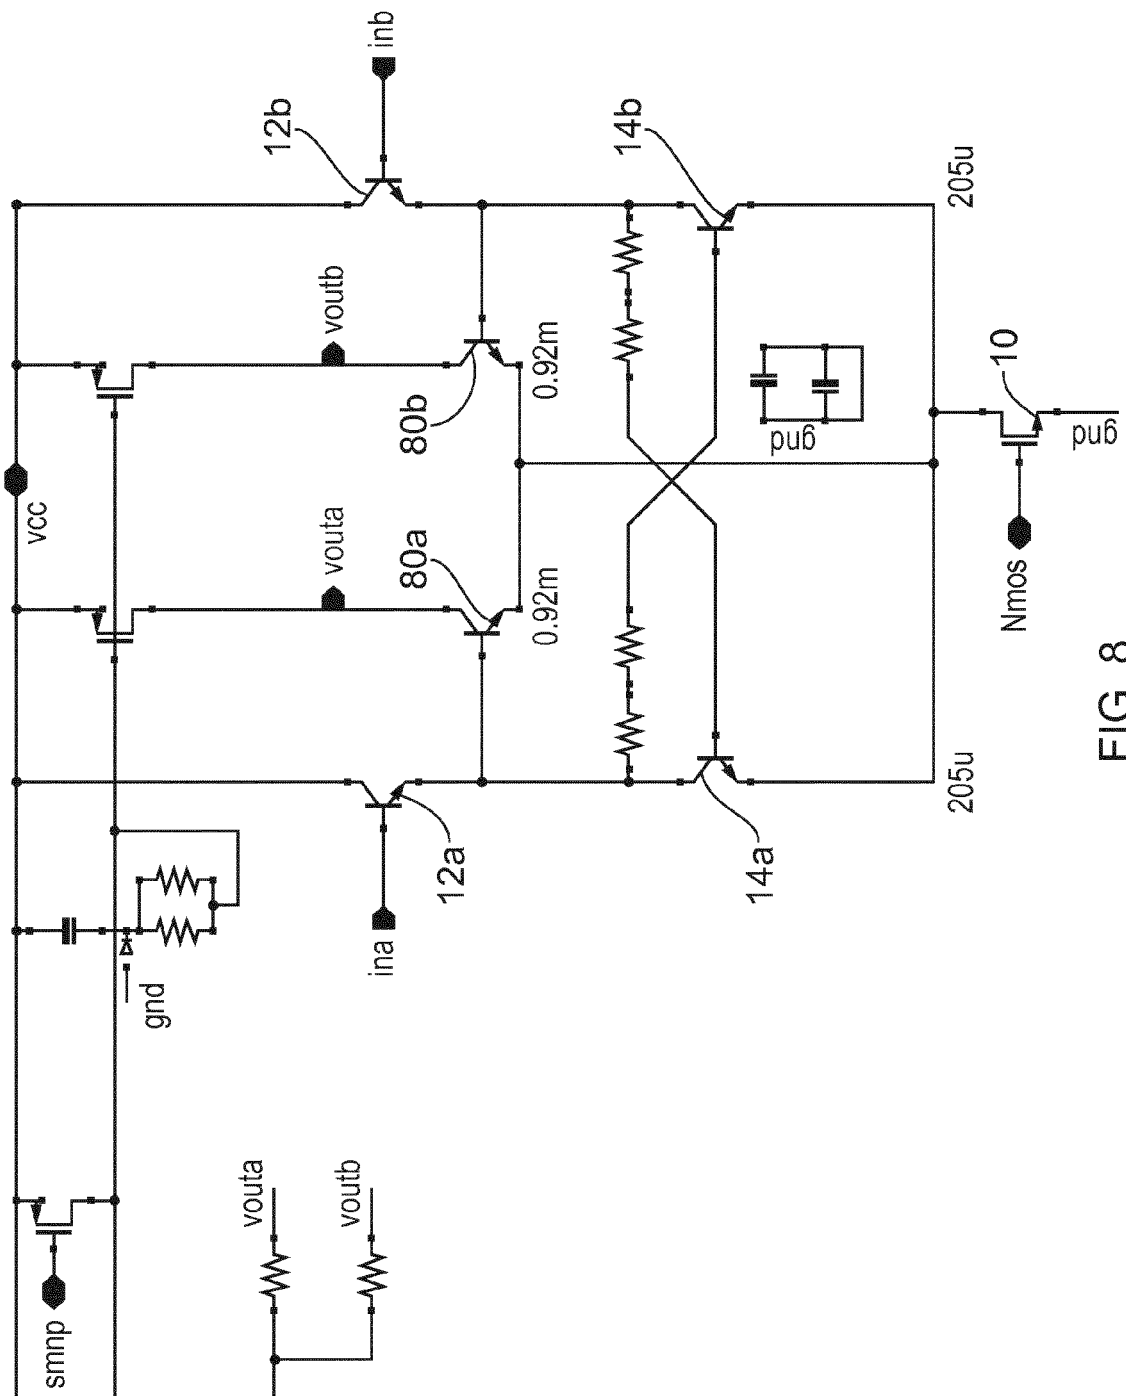 inb
12b
14b
205u
voutb
80b
0.92m
gnd
10
gnd
vcc
vouta
80a
0.92m
Nmos
FIG. 8
12a
14a
205u
ina
gnd
vouta
voutb
smnp